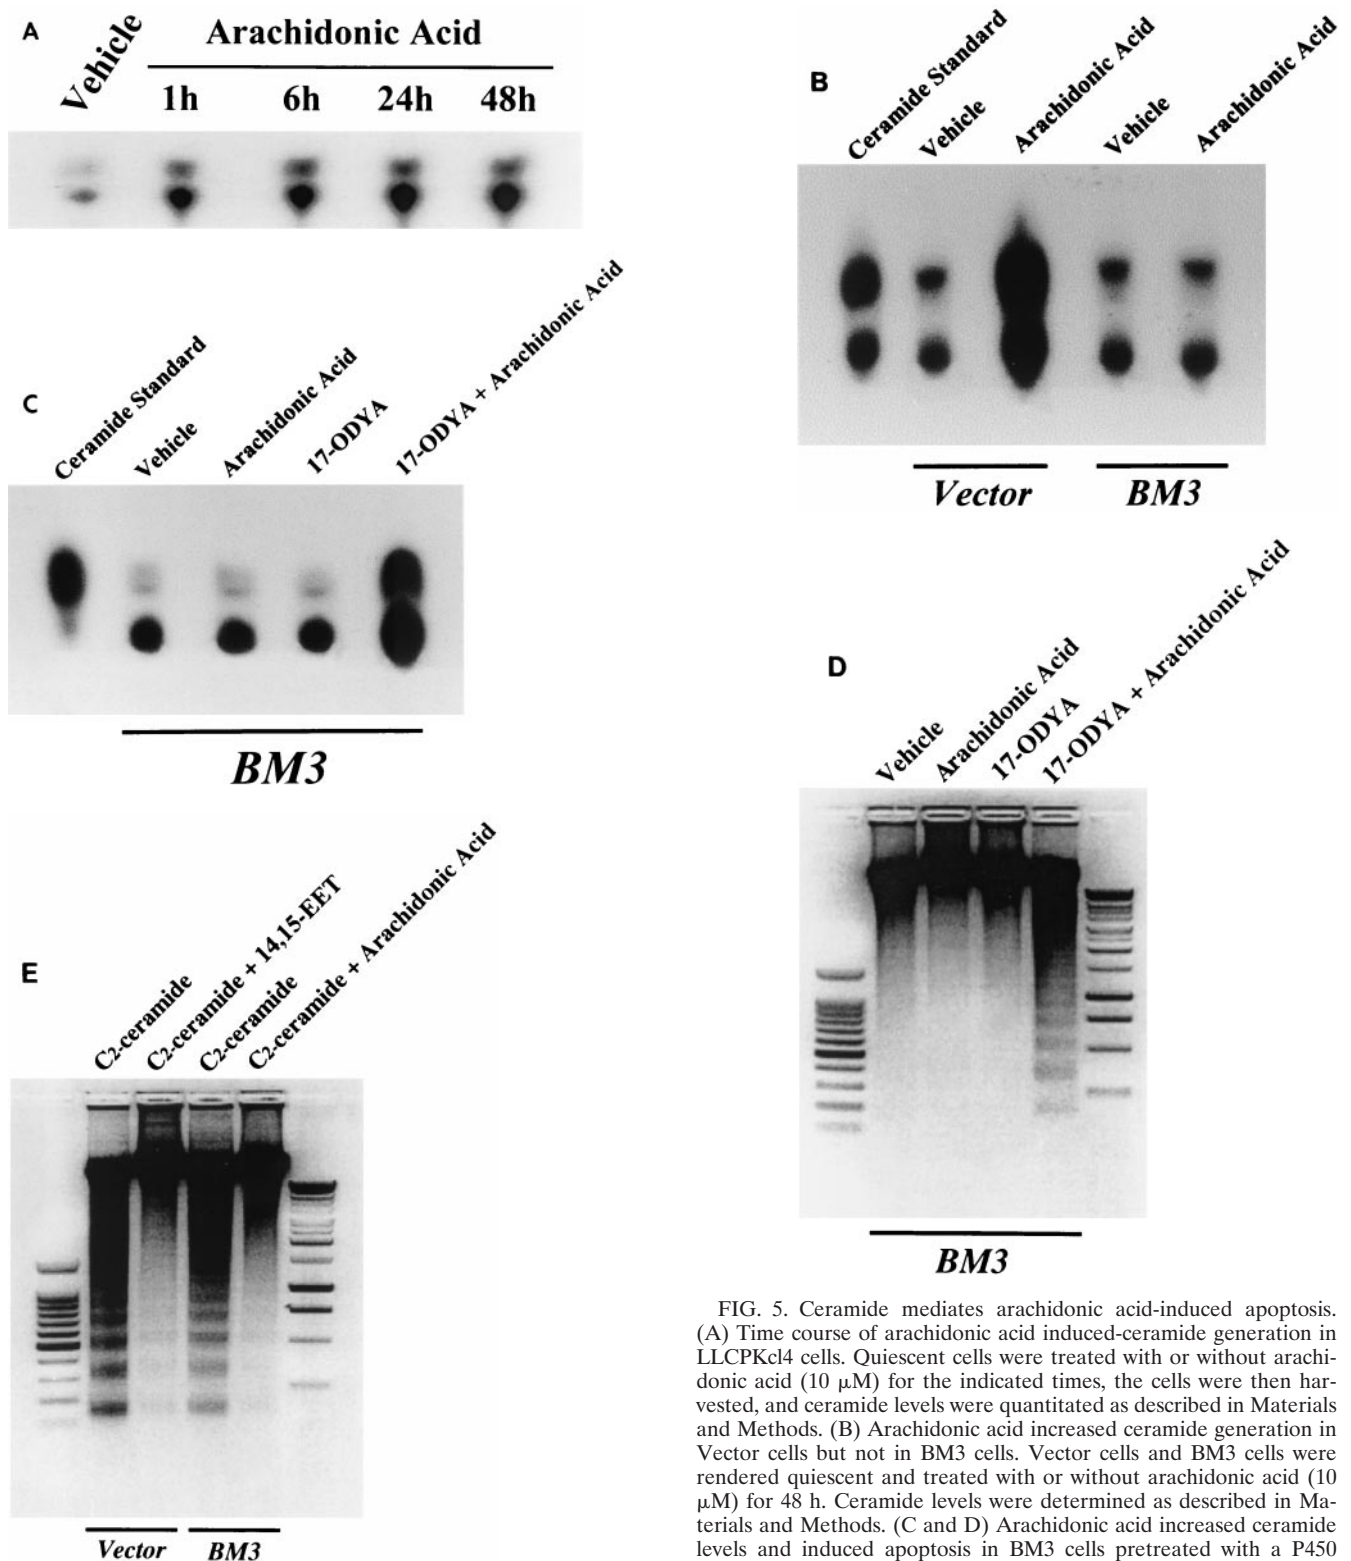 A
Vehicle
Arachidonic Acid
1h 6h 24h 48h
B
Ceramide Standard
Vehicle
Arachidonic Acid
Vehicle
Arachidonic Acid
Vector BM3
C
Ceramide Standard
Vehicle
Arachidonic Acid
17-ODYA
17-ODYA + Arachidonic Acid
BM3
D
Vehicle
Arachidonic Acid
17-ODYA
17-ODYA + Arachidonic Acid
BM3
E
C2-ceramide
C2-ceramide + 14,15-EET
C2-ceramide
C2-ceramide + Arachidonic Acid
Vector BM3
FIG. 5. Ceramide mediates arachidonic acid-induced apoptosis.
(A) Time course of arachidonic acid induced-ceramide generation in
LLCPKcl4 cells. Quiescent cells were treated with or without arachi-
donic acid (10 μM) for the indicated times, the cells were then har-
vested, and ceramide levels were quantitated as described in Materials
and Methods. (B) Arachidonic acid increased ceramide generation in
Vector cells but not in BM3 cells. Vector cells and BM3 cells were
rendered quiescent and treated with or without arachidonic acid (10
μM) for 48 h. Ceramide levels were determined as described in Ma-
terials and Methods. (C and D) Arachidonic acid increased ceramide
levels and induced apoptosis in BM3 cells pretreated with a P450